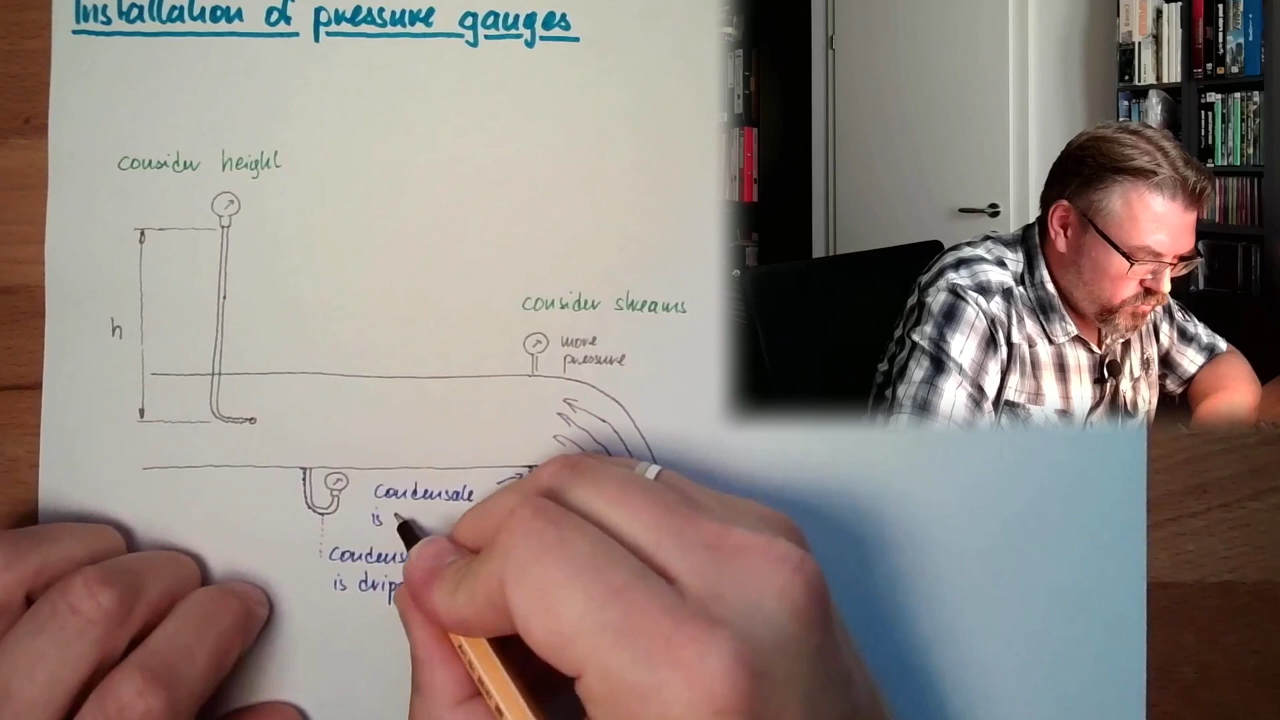 Installation of pressure gauges
consider height
h
consider streams
more
pressure
Condensate
is
Condens
is drip